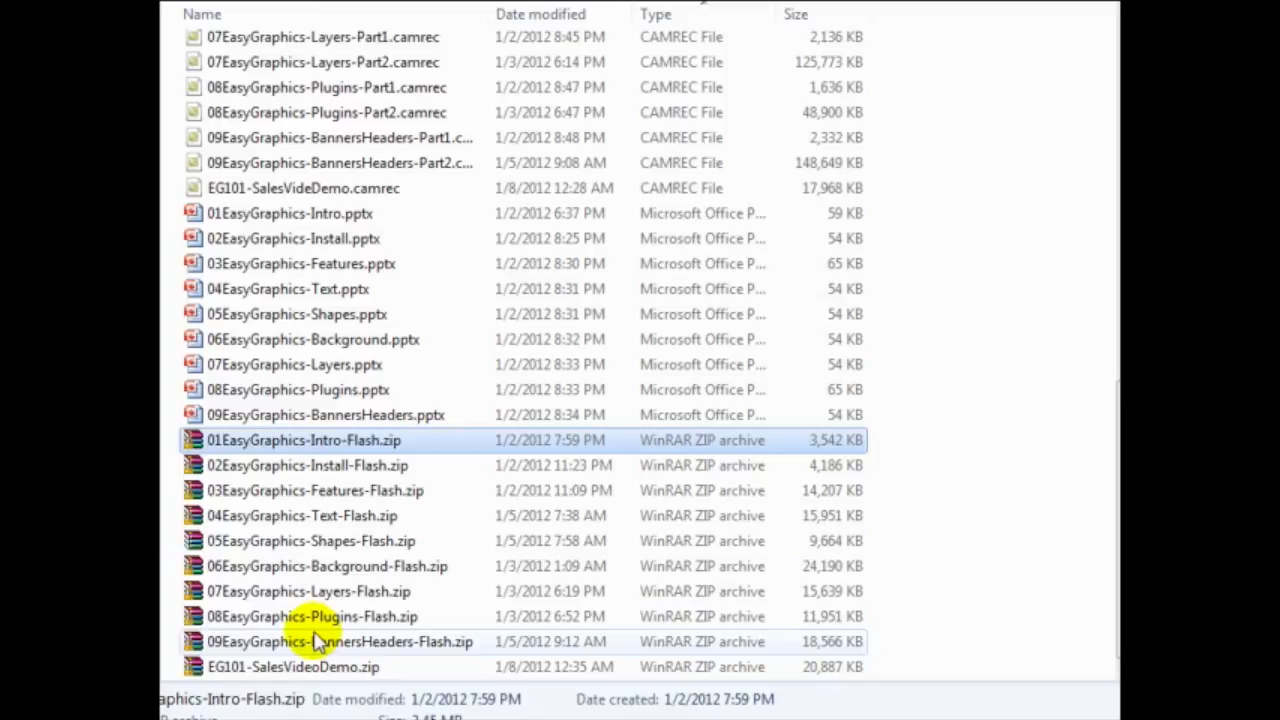 Name Date modified Type Size
07EasyGraphics-Layers-Part1.camrec 1/2/2012 8:45 PM CAMREC File 2,136 KB
07EasyGraphics-Layers-Part2.camrec 1/3/2012 6:14 PM CAMREC File 125,773 KB
08EasyGraphics-Plugins-Part1.camrec 1/2/2012 8:47 PM CAMREC File 1,636 KB
08EasyGraphics-Plugins-Part2.camrec 1/3/2012 6:47 PM CAMREC File 48,900 KB
09EasyGraphics-BannersHeaders-Part1.c... 1/2/2012 8:48 PM CAMREC File 2,332 KB
09EasyGraphics-BannersHeaders-Part2.c... 1/5/2012 9:08 AM CAMREC File 148,649 KB
EG101-SalesVideDemo.camrec 1/8/2012 12:28 AM CAMREC File 17,968 KB
01EasyGraphics-Intro.pptx 1/2/2012 6:37 PM Microsoft Office P... 59 KB
02EasyGraphics-Install.pptx 1/2/2012 8:25 PM Microsoft Office P... 54 KB
03EasyGraphics-Features.pptx 1/2/2012 8:30 PM Microsoft Office P... 65 KB
04EasyGraphics-Text.pptx 1/2/2012 8:31 PM Microsoft Office P... 54 KB
05EasyGraphics-Shapes.pptx 1/2/2012 8:31 PM Microsoft Office P... 54 KB
06EasyGraphics-Background.pptx 1/2/2012 8:32 PM Microsoft Office P... 54 KB
07EasyGraphics-Layers.pptx 1/2/2012 8:33 PM Microsoft Office P... 54 KB
08EasyGraphics-Plugins.pptx 1/2/2012 8:33 PM Microsoft Office P... 65 KB
09EasyGraphics-BannersHeaders.pptx 1/2/2012 8:34 PM Microsoft Office P... 54 KB
01EasyGraphics-Intro-Flash.zip 1/2/2012 7:59 PM WinRAR ZIP archive 3,542 KB
02EasyGraphics-Install-Flash.zip 1/2/2012 11:23 PM WinRAR ZIP archive 4,186 KB
03EasyGraphics-Features-Flash.zip 1/2/2012 11:09 PM WinRAR ZIP archive 14,207 KB
04EasyGraphics-Text-Flash.zip 1/5/2012 7:38 AM WinRAR ZIP archive 15,951 KB
05EasyGraphics-Shapes-Flash.zip 1/5/2012 7:58 AM WinRAR ZIP archive 9,664 KB
06EasyGraphics-Background-Flash.zip 1/3/2012 1:09 AM WinRAR ZIP archive 24,190 KB
07EasyGraphics-Layers-Flash.zip 1/3/2012 6:19 PM WinRAR ZIP archive 15,639 KB
08EasyGraphics-Plugins-Flash.zip 1/3/2012 6:52 PM WinRAR ZIP archive 11,951 KB
09EasyGraphics-BannersHeaders-Flash.zip 1/5/2012 9:12 AM WinRAR ZIP archive 18,566 KB
EG101-SalesVideoDemo.zip 1/8/2012 12:35 AM WinRAR ZIP archive 20,887 KB
aphics-Intro-Flash.zip Date modified: 1/2/2012 7:59 PM Date created: 1/2/2012 7:59 PM